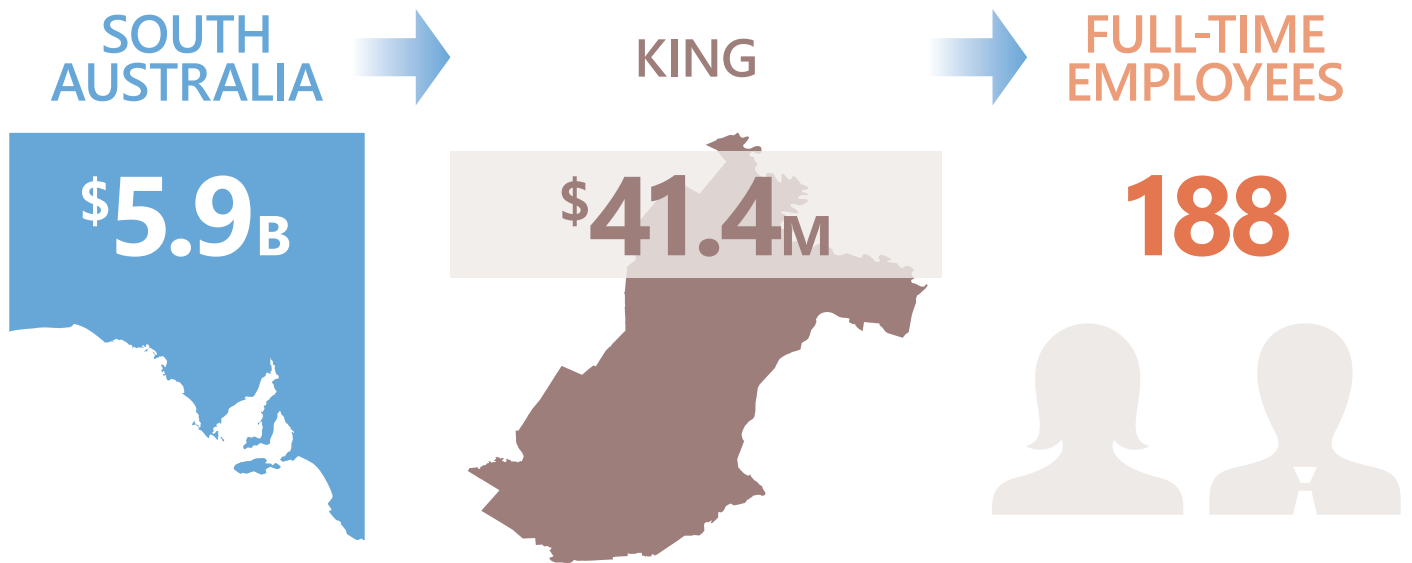 SOUTH
AUSTRALIA
KING
FULL-TIME
EMPLOYEES
$5.9B
$41.4M
188